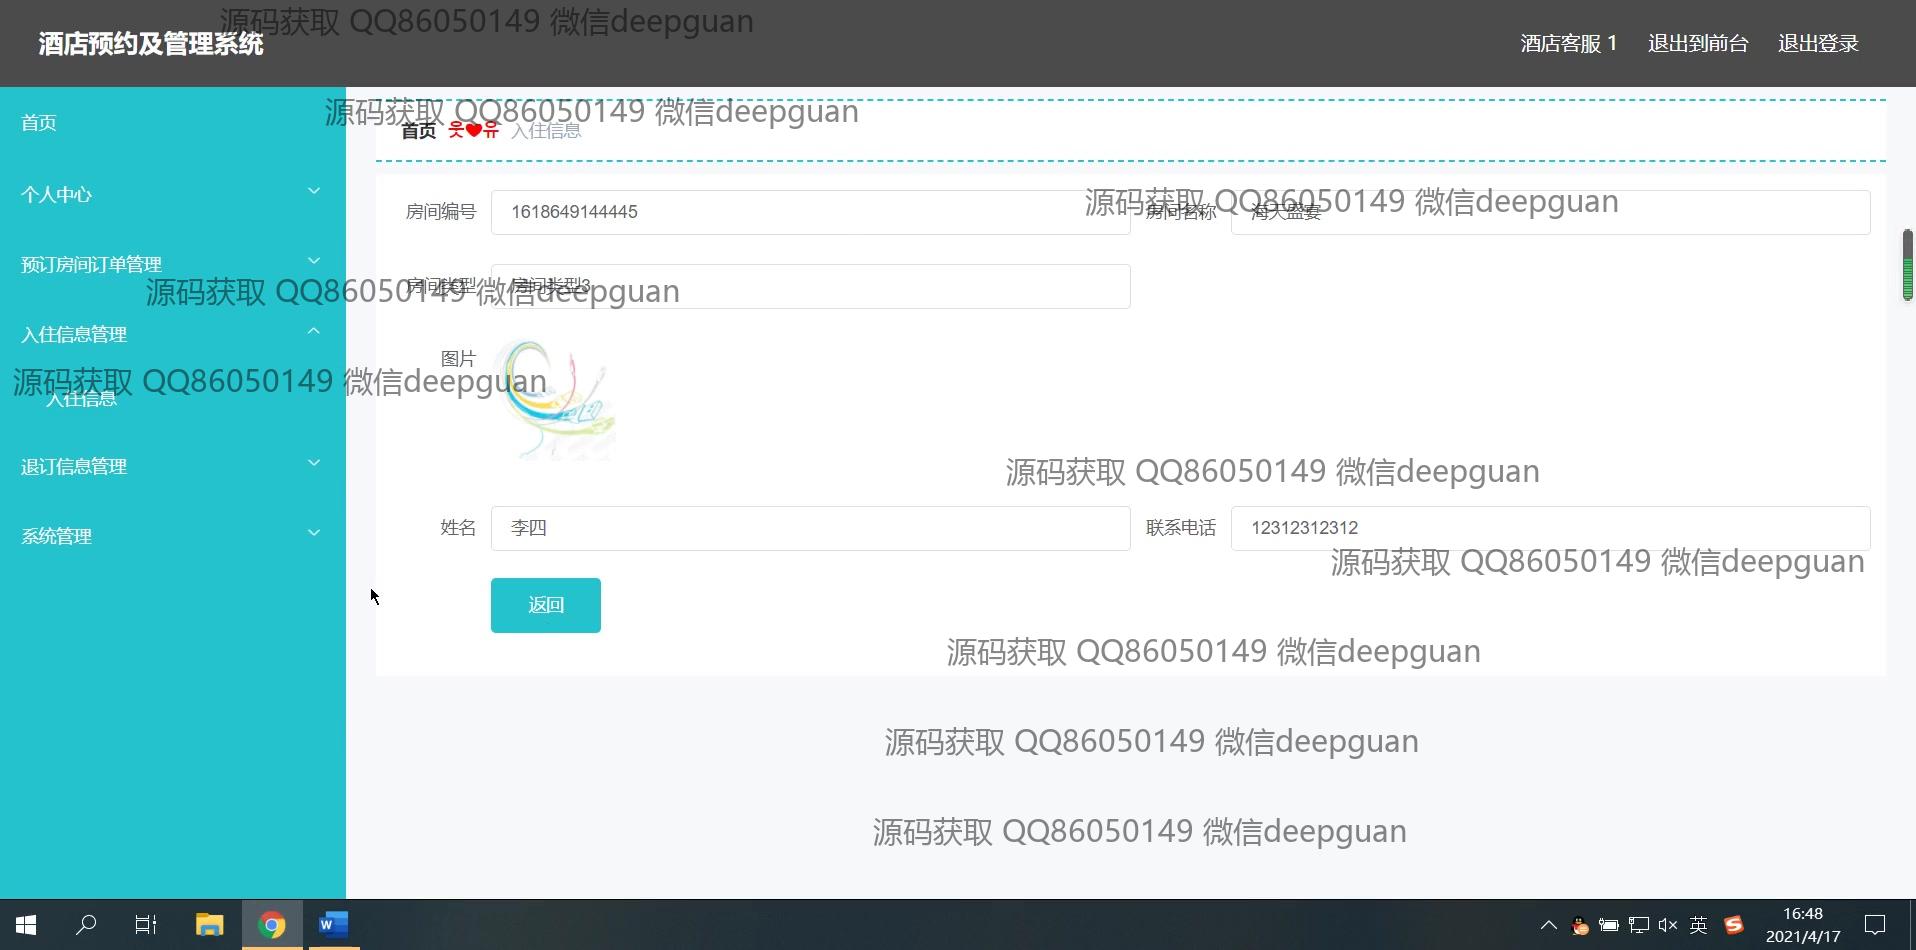 源码获取 QQ86050149 微信deepguan
酒店预约及管理系统
酒店客服 1 退出到前台 退出登录
源码获取 QQ86050149 微信deepguan
首页
首页 웃❤유 入住信息
个人中心
源码获取 QQ86050149 微信deepguan
房间编号 1618649144445 房间名称 海天盛宴
预订房间订单管理
源码获取 QQ86050149 微信deepguan
房间类型 房间类型3
入住信息管理
图片
源码获取 QQ86050149 微信deepguan
入住信息
退订信息管理
源码获取 QQ86050149 微信deepguan
姓名 李四 联系电话 12312312312
系统管理
源码获取 QQ86050149 微信deepguan
返回
源码获取 QQ86050149 微信deepguan
源码获取 QQ86050149 微信deepguan
源码获取 QQ86050149 微信deepguan
英
16:48
2021/4/17